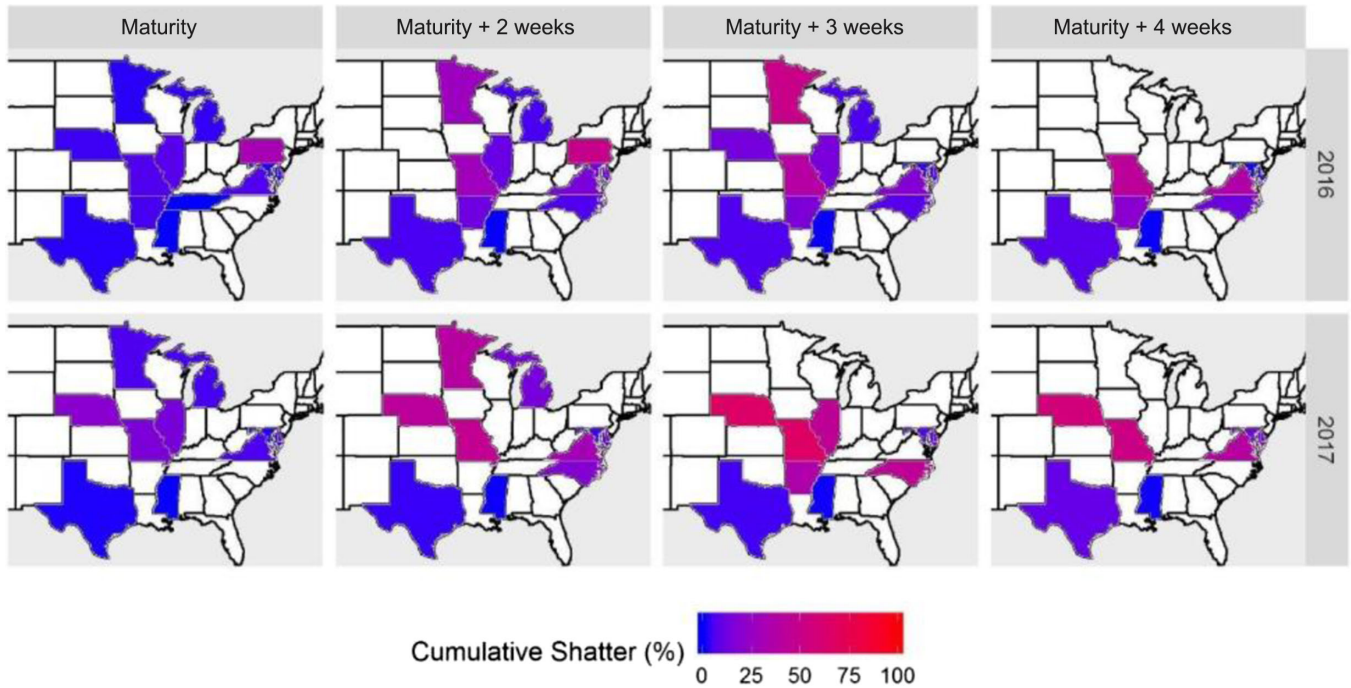 Maturity
Maturity + 2 weeks
Maturity + 3 weeks
Maturity + 4 weeks
2016
2017
Cumulative Shatter (%)
0 25 50 75 100